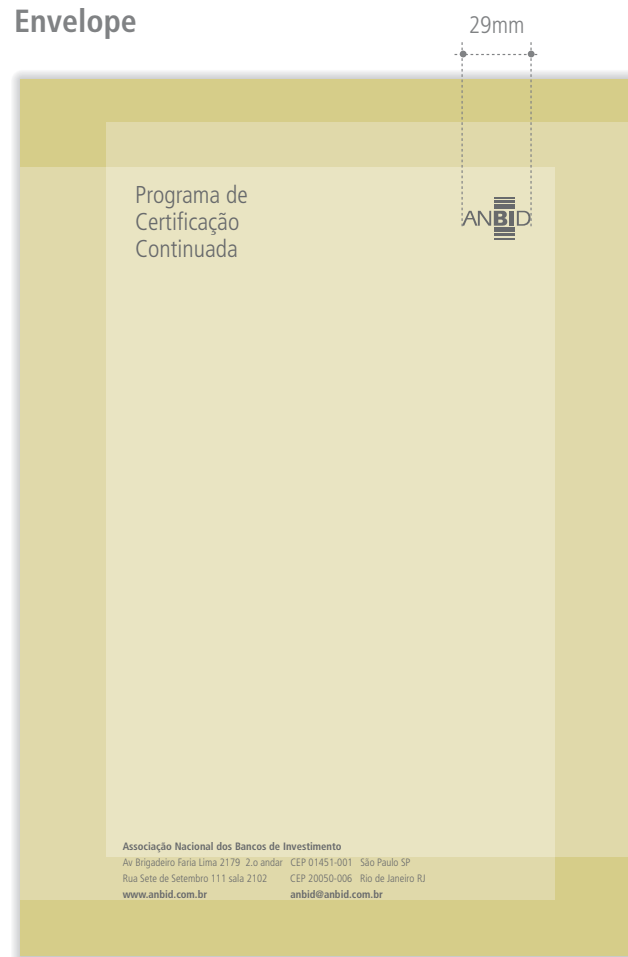 Envelope
29mm
Programa de
Certificação
Continuada
ANBID
Associação Nacional dos Bancos de Investimento
Av Brigadeiro Faria Lima 2179 2.o andar CEP 01451-001 São Paulo SP
Rua Sete de Setembro 111 sala 2102 CEP 20050-006 Rio de Janeiro RJ
www.anbid.com.br anbid@anbid.com.br